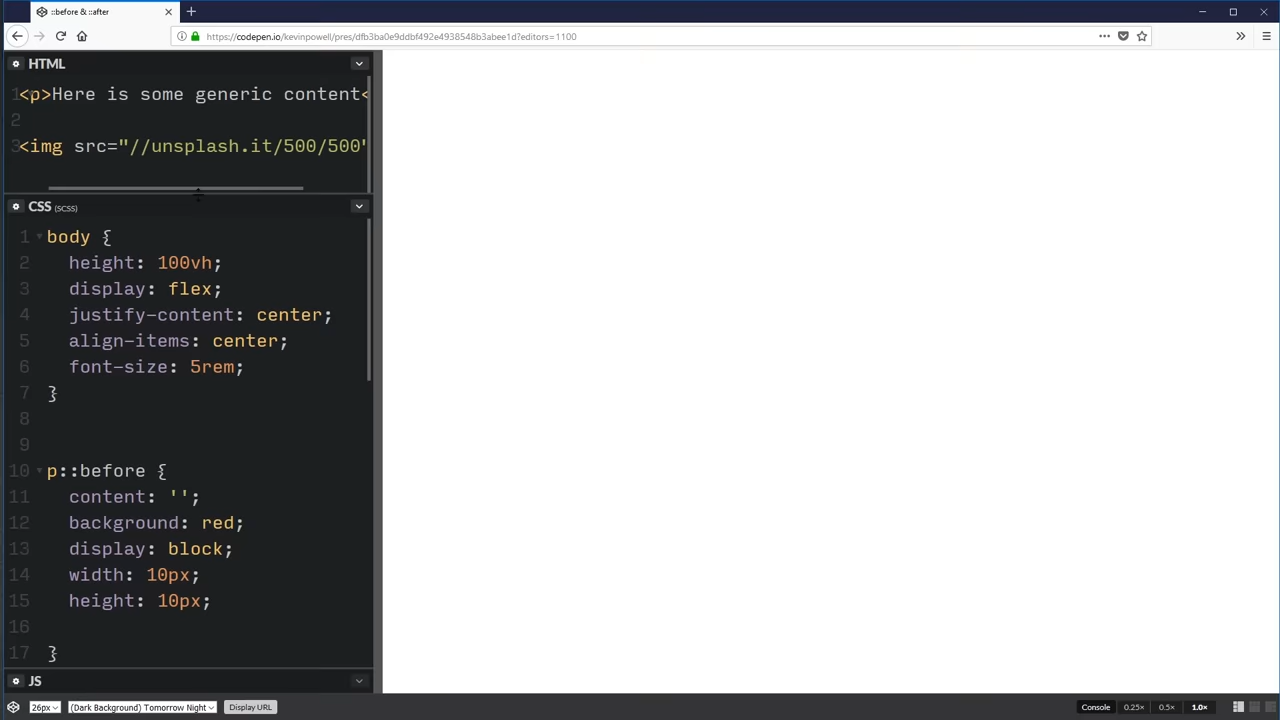 ::before & ::after
https://codepen.io/kevinpowell/pres/dfb3ba0e9ddbf492e4938548b3abee1d?editors=1100
HTML
1 <p>Here is some generic content<
2
3 <img src="//unsplash.it/500/500"
CSS (SCSS)
1 body {
2 height: 100vh;
3 display: flex;
4 justify-content: center;
5 align-items: center;
6 font-size: 5rem;
7 }
8
9
10 p::before {
11 content: '';
12 background: red;
13 display: block;
14 width: 10px;
15 height: 10px;
16
17 }
JS
26px (Dark Background) Tomorrow Night Display URL Console 0.25× 0.5× 1.0×